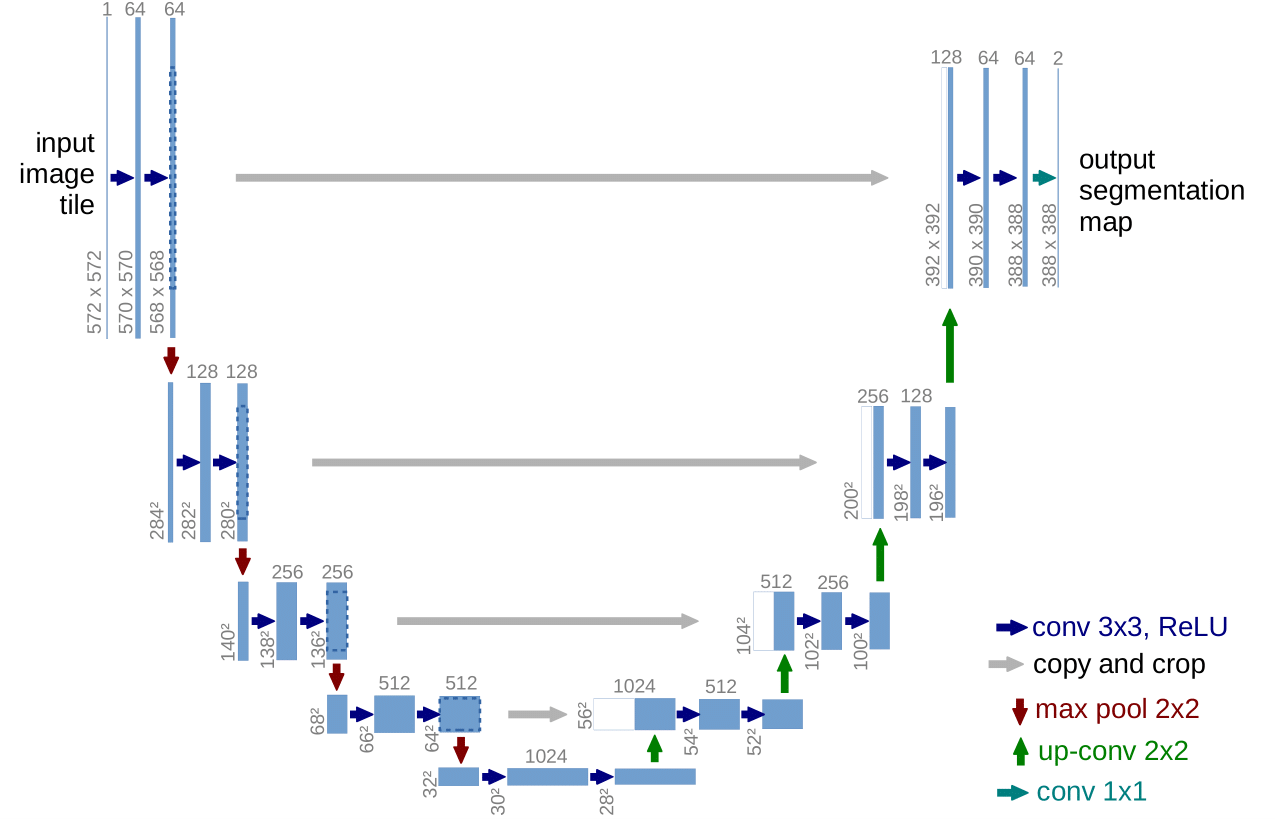 1 64 64
128 64 64 2
input
image
tile
output
segmentation
map
572 x 572
570 x 570
568 x 568
392 x 392
390 x 390
388 x 388
388 x 388
128 128
256 128
284²
282²
280²
200²
198²
196²
256 256
512 256
140²
138²
136²
104²
102²
100²
512 512
1024 512
68²
66²
64²
56²
54²
52²
1024
32²
30²
28²
conv 3x3, ReLU
copy and crop
max pool 2x2
up-conv 2x2
conv 1x1